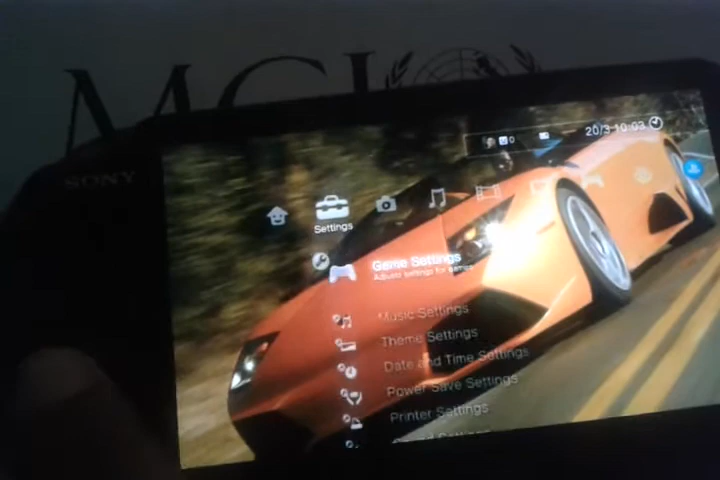 MGI
SONY
20/3 10:03
Settings
Game Settings
Adjust settings for games
Music Settings
Theme Settings
Date and Time Settings
Power Save Settings
Printer Settings
Settings